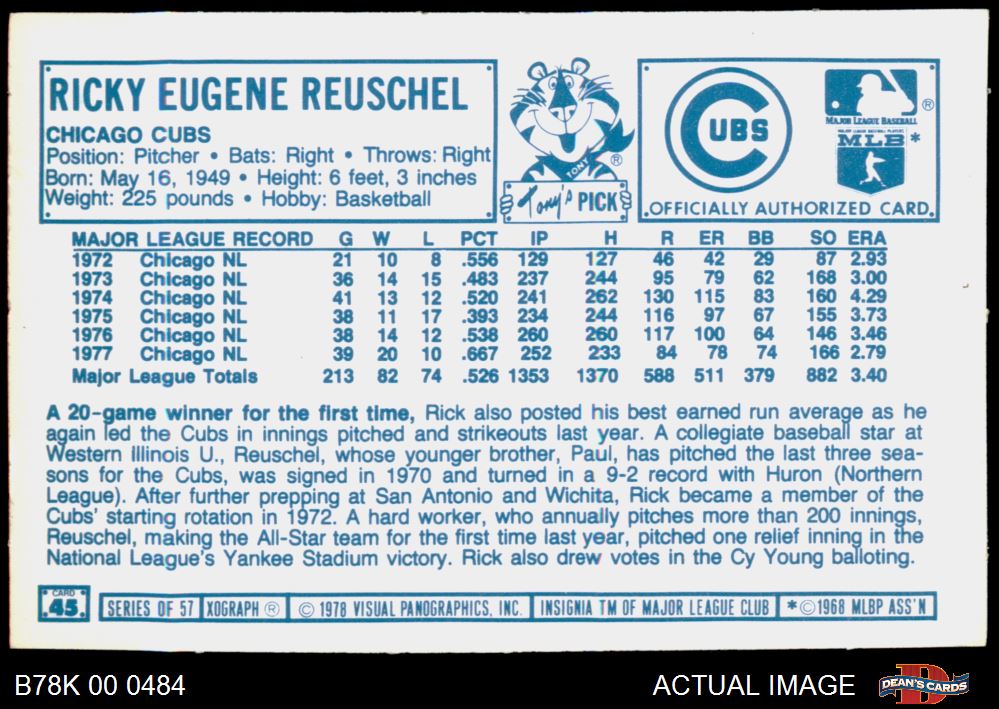 RICKY EUGENE REUSCHEL
CHICAGO CUBS
Position: Pitcher • Bats: Right • Throws: Right
Born: May 16, 1949 • Height: 6 feet, 3 inches
Weight: 225 pounds • Hobby: Basketball
TONY
®
Tony's PICK
CUBS
®
MAJOR LEAGUE BASEBALL
MAJOR LEAGUE BASEBALL PLAYERS
MLB *
OFFICIALLY AUTHORIZED CARD
MAJOR LEAGUE RECORD G W L PCT IP H R ER BB SO ERA
1972 Chicago NL 21 10 8 .556 129 127 46 42 29 87 2.93
1973 Chicago NL 36 14 15 .483 237 244 95 79 62 168 3.00
1974 Chicago NL 41 13 12 .520 241 262 130 115 83 160 4.29
1975 Chicago NL 38 11 17 .393 234 244 116 97 67 155 3.73
1976 Chicago NL 38 14 12 .538 260 260 117 100 64 146 3.46
1977 Chicago NL 39 20 10 .667 252 233 84 78 74 166 2.79
Major League Totals 213 82 74 .526 1353 1370 588 511 379 882 3.40
A 20-game winner for the first time, Rick also posted his best earned run average as he
again led the Cubs in innings pitched and strikeouts last year. A collegiate baseball star at
Western Illinois U., Reuschel, whose younger brother, Paul, has pitched the last three sea-
sons for the Cubs, was signed in 1970 and turned in a 9-2 record with Huron (Northern
League). After further prepping at San Antonio and Wichita, Rick became a member of the
Cubs' starting rotation in 1972. A hard worker, who annually pitches more than 200 innings,
Reuschel, making the All-Star team for the first time last year, pitched one relief inning in the
National League's Yankee Stadium victory. Rick also drew votes in the Cy Young balloting.
CARD
45
SERIES OF 57 XOGRAPH ® © 1978 VISUAL PANOGRAPHICS, INC. INSIGNIA TM OF MAJOR LEAGUE CLUB *©1968 MLBP ASS'N
B78K 00 0484
ACTUAL IMAGE
D
DEAN'S CARDS